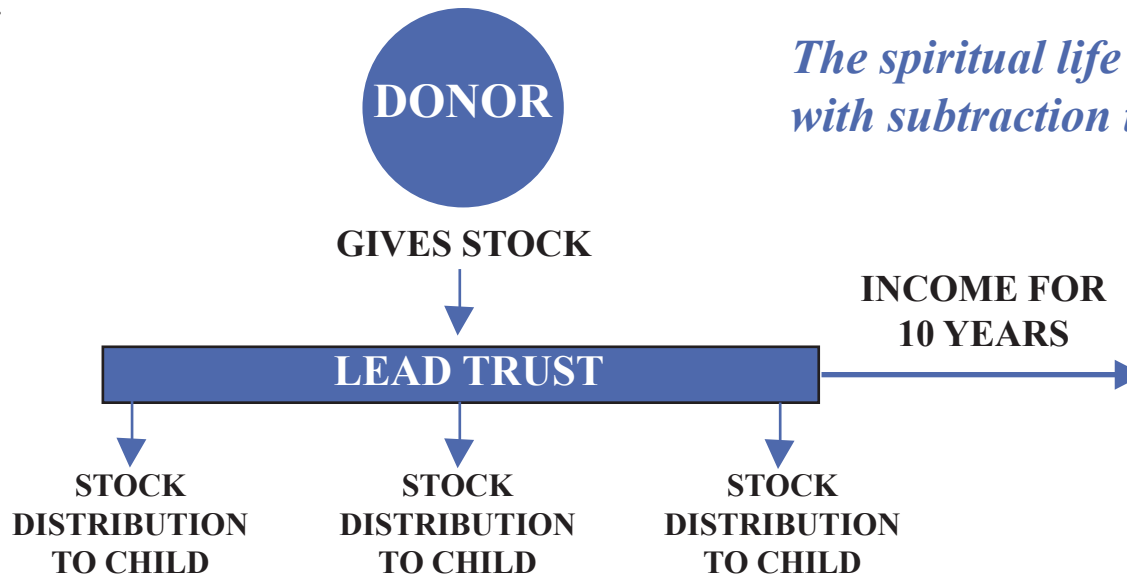 The spiritual life
with subtraction
DONOR
GIVES STOCK
INCOME FOR
10 YEARS
LEAD TRUST
STOCK
DISTRIBUTION
TO CHILD
STOCK
DISTRIBUTION
TO CHILD
STOCK
DISTRIBUTION
TO CHILD